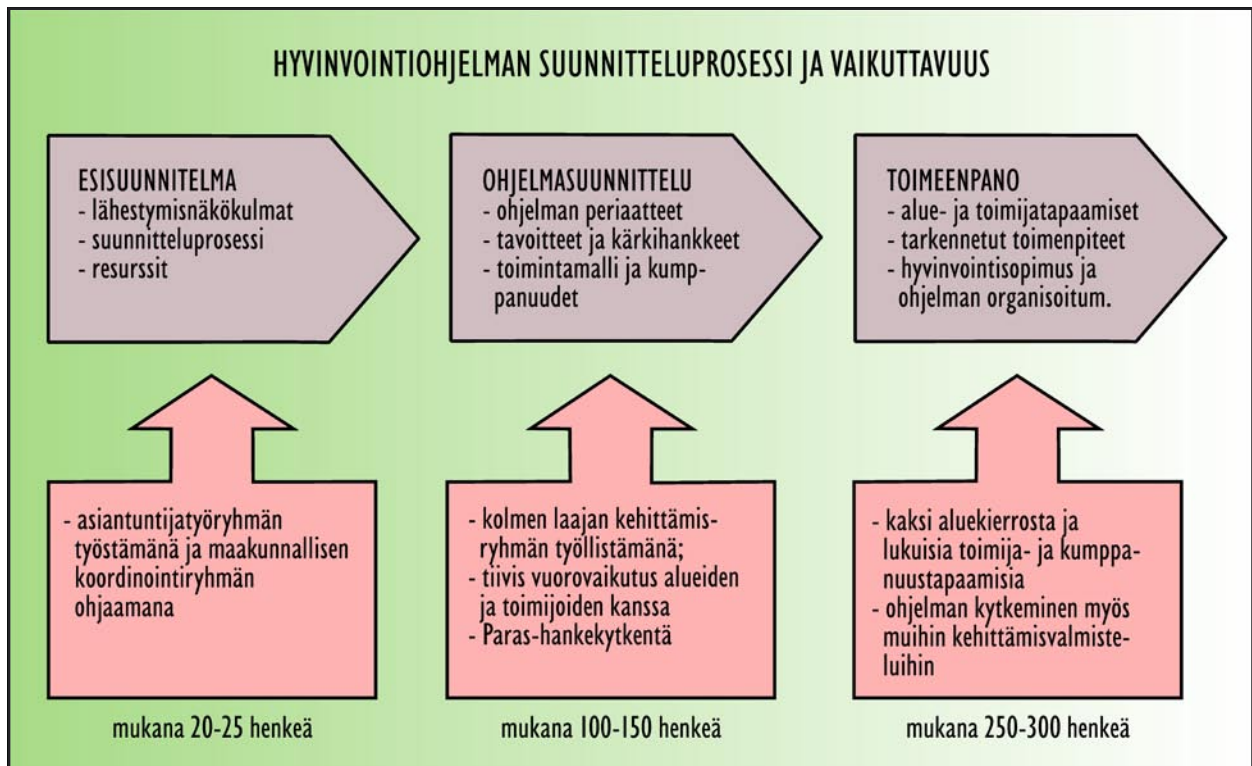 HYVINVOINTIOHJELMAN SUUNNITTELUPROSESSI JA VAIKUTTAVUUS
ESISUUNNITELMA
- lähestymisnäkökulmat
- suunnitteluprosessi
- resurssit
OHJELMASUUNNITTELU
- ohjelman periaatteet
- tavoitteet ja kärkihankkeet
- toimintamalli ja kump-
panuudet
TOIMEENPANO
- alue- ja toimijatapaamiset
- tarkennetut toimenpiteet
- hyvinvointisopimus ja
ohjelman organisoitum.
- asiantuntijatyöryhmän
työstämänä ja maakunnallisen
koordinointiryhmän
ohjaamana
- kolmen laajan kehittämis-
ryhmän työllistämänä;
- tiivis vuorovaikutus alueiden
ja toimijoiden kanssa
- Paras-hankekytkentä
- kaksi aluekierrosta ja
lukuisia toimija- ja kumppa-
nuustapaamisia
- ohjelman kytkeminen myös
muihin kehittämisvalmiste-
luihin
mukana 20-25 henkeä
mukana 100-150 henkeä
mukana 250-300 henkeä